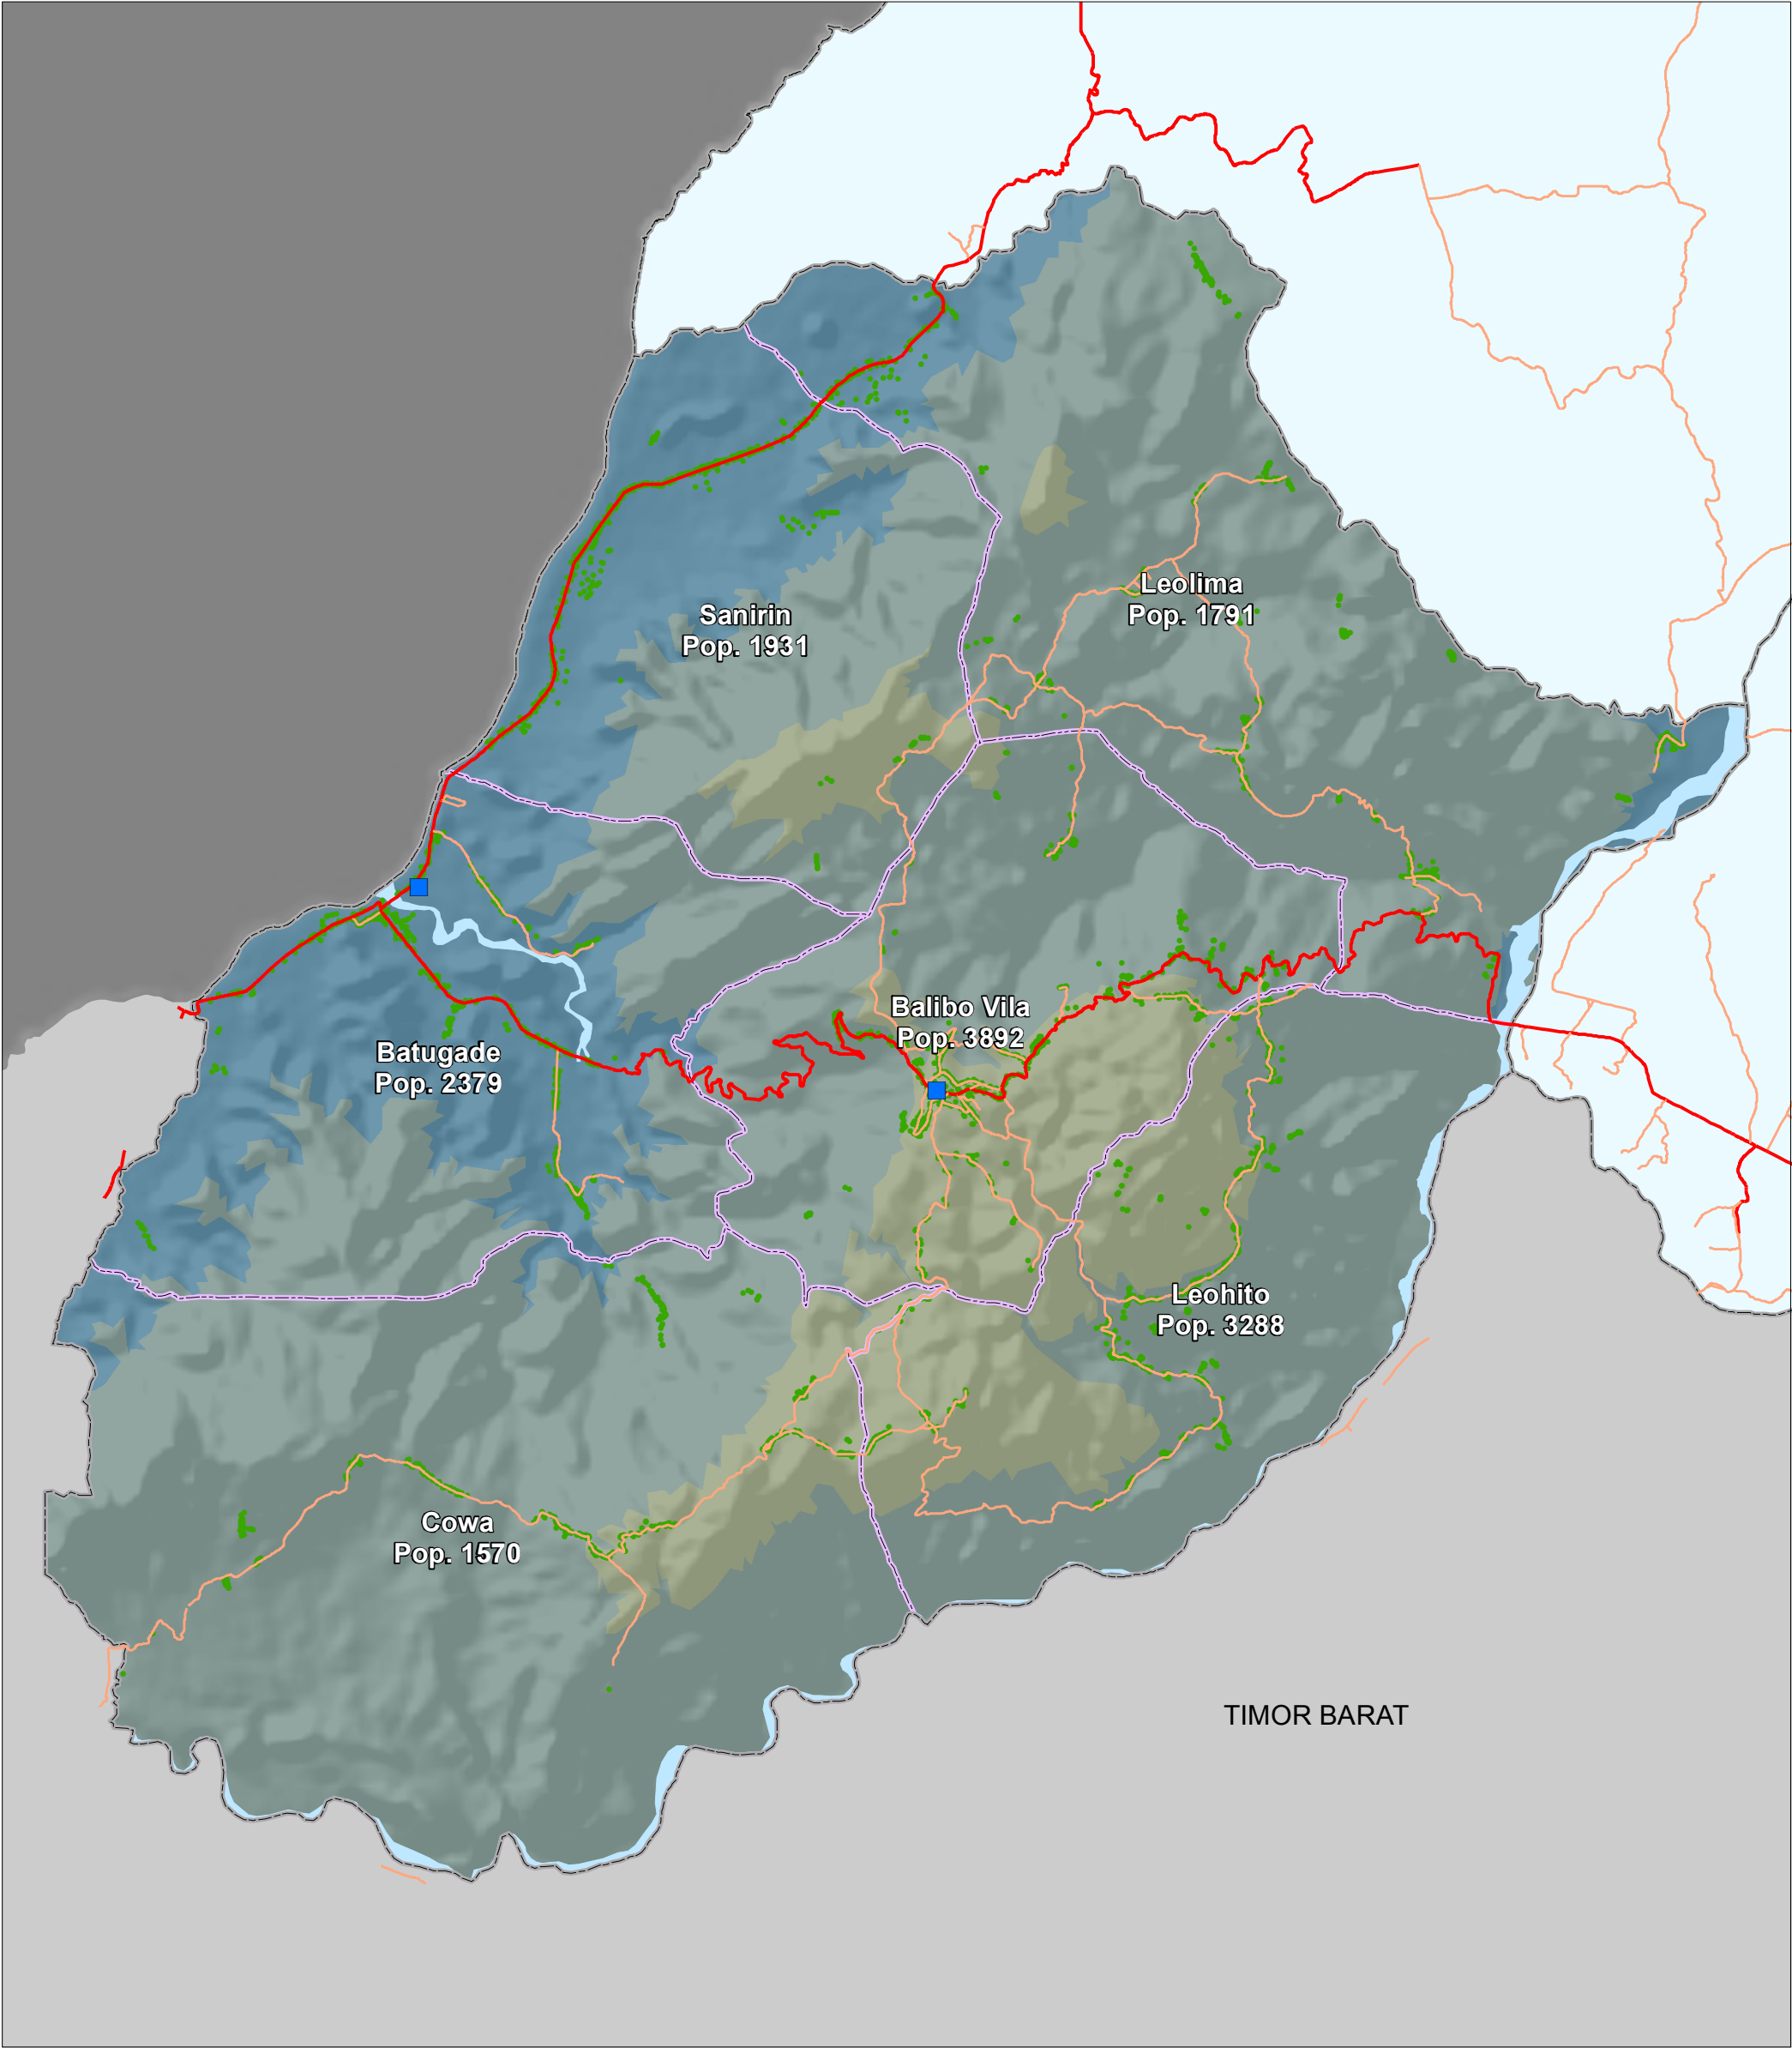 Leolima
Pop. 1791
Sanirin
Pop. 1931
Balibo Vila
Pop. 3892
Batugade
Pop. 2379
Leohito
Pop. 3288
Cowa
Pop. 1570
TIMOR BARAT